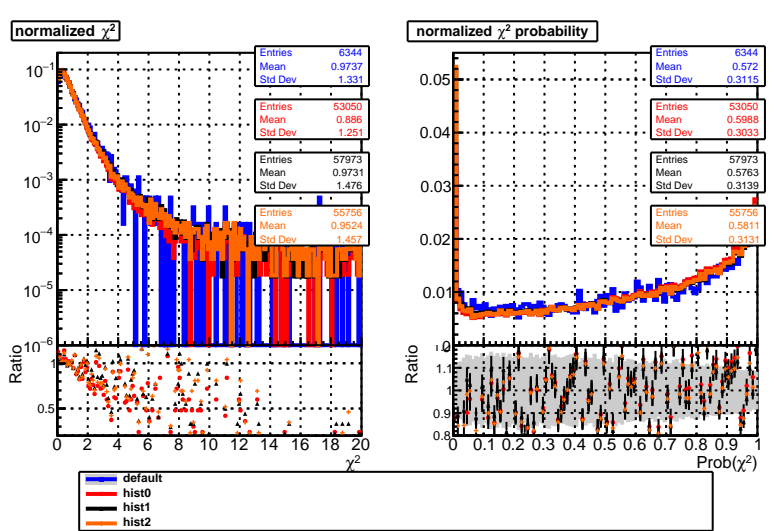 normalized χ²
Entries 6344
Mean 0.9737
Std Dev 1.331
Entries 53050
Mean 0.886
Std Dev 1.251
Entries 57973
Mean 0.9731
Std Dev 1.476
Entries 55756
Mean 0.9524
Std Dev 1.457
10⁻¹
10⁻²
10⁻³
10⁻⁴
10⁻⁵
10⁻⁶
Ratio
1
0.5
0 2 4 6 8 10 12 14 16 18 20
χ²
normalized χ² probability
Entries 6344
Mean 0.572
Std Dev 0.3115
Entries 53050
Mean 0.5988
Std Dev 0.3033
Entries 57973
Mean 0.5763
Std Dev 0.3139
Entries 55756
Mean 0.5811
Std Dev 0.3131
0.05
0.04
0.03
0.02
0.01
Ratio
1.1
1
0.9
0.8
0 0.1 0.2 0.3 0.4 0.5 0.6 0.7 0.8 0.9 1
Prob(χ²)
default
hist0
hist1
hist2